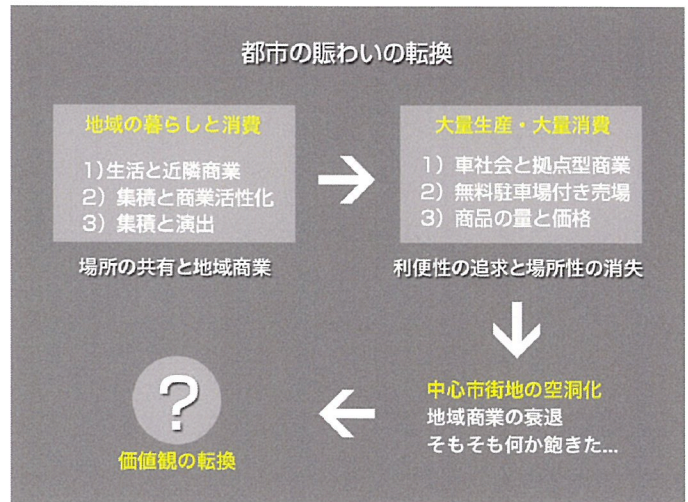 都市の賑わいの転換
地域の暮らしと消費
1)生活と近隣商業
2) 集積と商業活性化
3) 集積と演出
場所の共有と地域商業
大量生産・大量消費
1) 車社会と拠点型商業
2) 無料駐車場付き売場
3) 商品の量と価格
利便性の追求と場所性の消失
中心市街地の空洞化
地域商業の衰退
そもそも何か飽きた...
?
価値観の転換